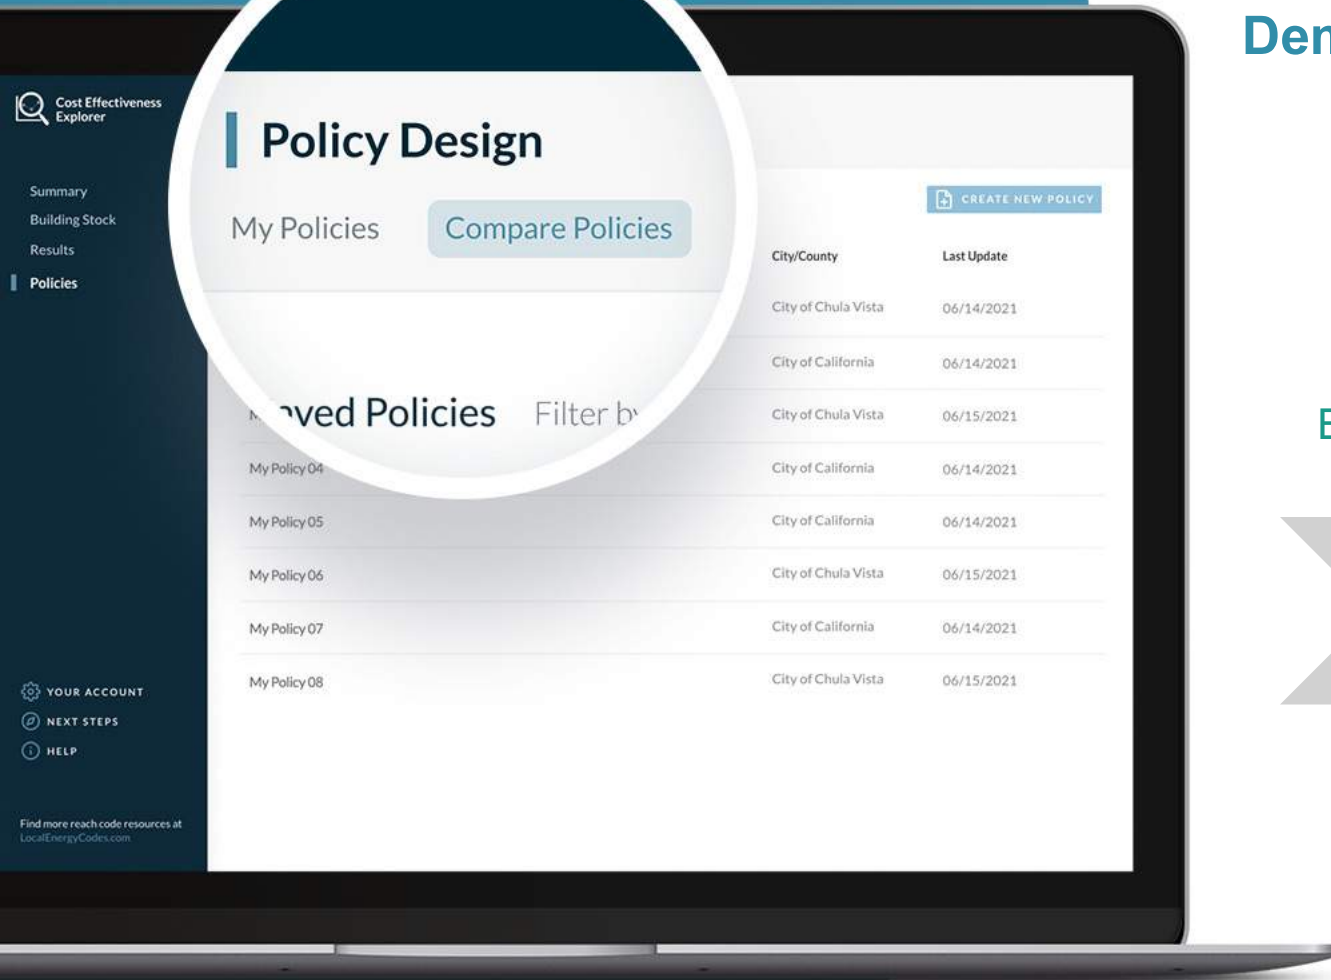 Den
Cost Effectiveness
Explorer
Summary
Building Stock
Results
Policies
YOUR ACCOUNT
NEXT STEPS
HELP
Find more reach code resources at
LocalEnergyCodes.com
Policy Design
My Policies Compare Policies
CREATE NEW POLICY
City/County Last Update
City of Chula Vista 06/14/2021
City of California 06/14/2021
aved Policies Filter by
City of Chula Vista 06/15/2021
My Policy 04 City of California 06/14/2021
My Policy 05 City of California 06/14/2021
My Policy 06 City of Chula Vista 06/15/2021
My Policy 07 City of California 06/14/2021
My Policy 08 City of Chula Vista 06/15/2021
E